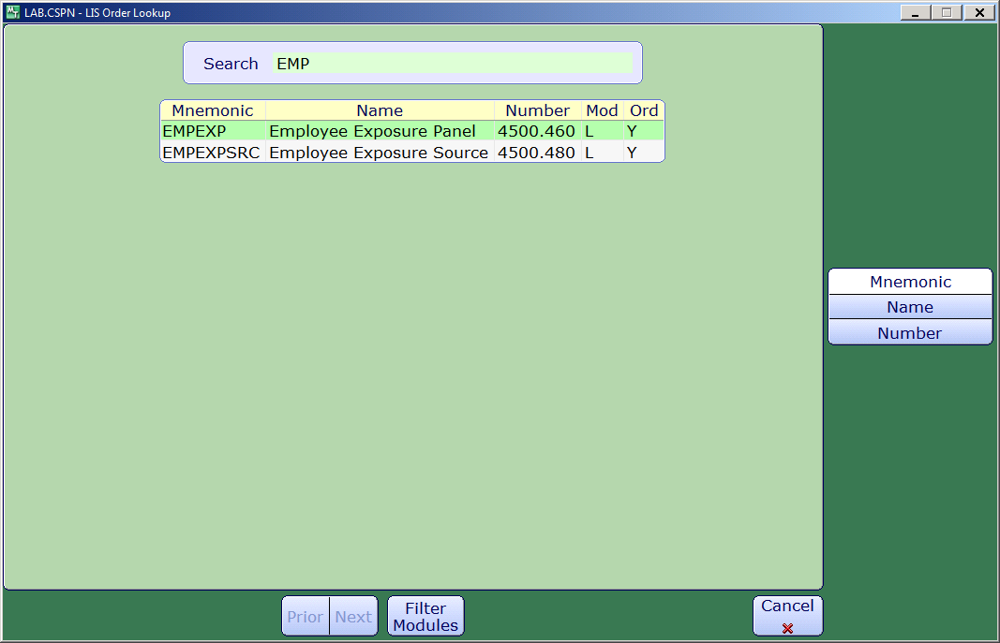 LAB.CSPN - LIS Order Lookup
Search EMP
Mnemonic Name Number Mod Ord
EMPEXP Employee Exposure Panel 4500.460 L Y
EMPEXPSRC Employee Exposure Source 4500.480 L Y
Mnemonic
Name
Number
Prior Next
Filter
Modules
Cancel